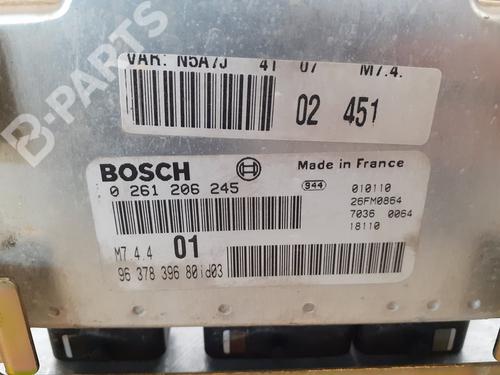 B-PARTS
VAR: N5A7J 41 07 M7.4.
02 451
BOSCH Made in France
0 261 206 245
944 010110
26FM0864
7036 0064
18110
M7.4.4 01
96 378 396 80id03